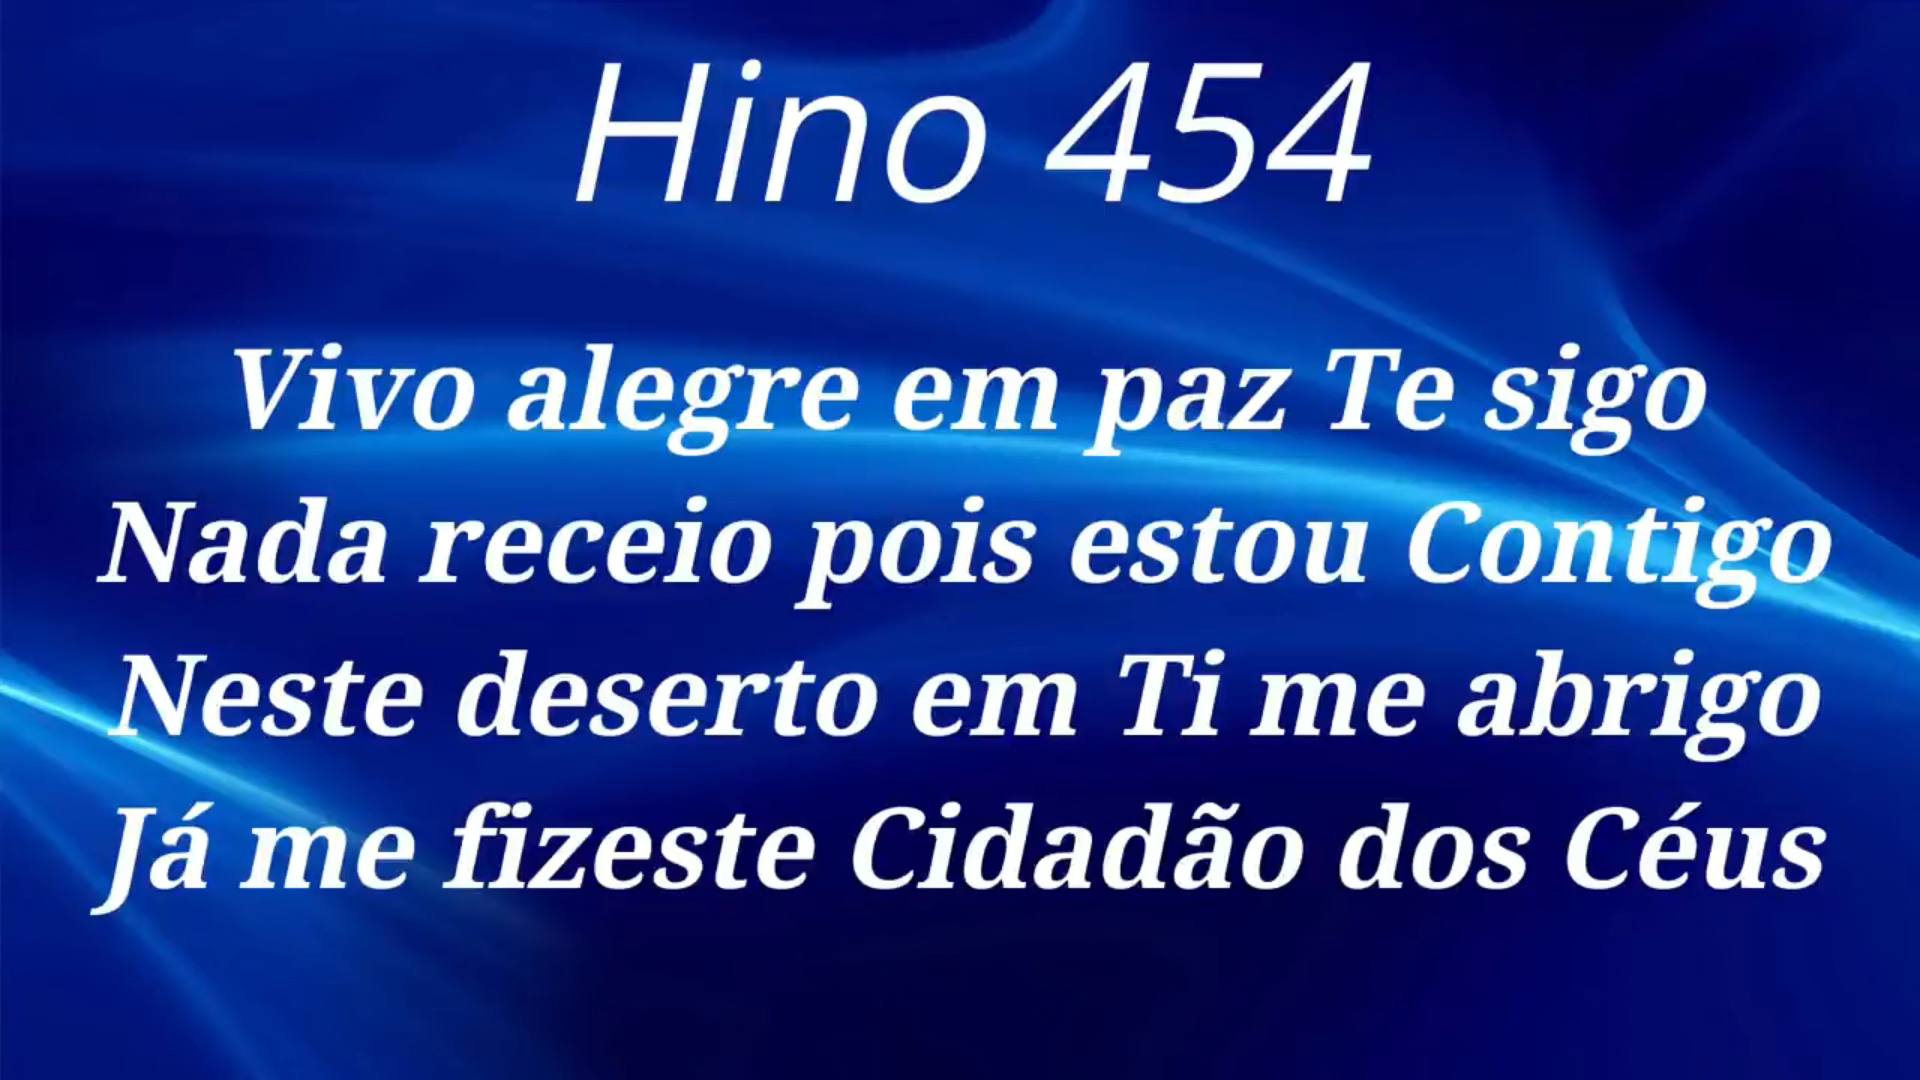 Hino 454
Vivo alegre em paz Te sigo
Nada receio pois estou Contigo
Neste deserto em Ti me abrigo
Já me fizeste Cidadão dos Céus